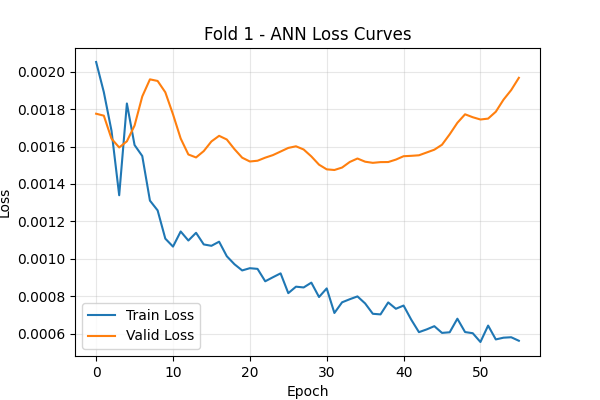 Fold 1 - ANN Loss Curves
Loss
0.0020
0.0018
0.0016
0.0014
0.0012
0.0010
0.0008
0.0006
Train Loss
Valid Loss
0 10 20 30 40 50
Epoch